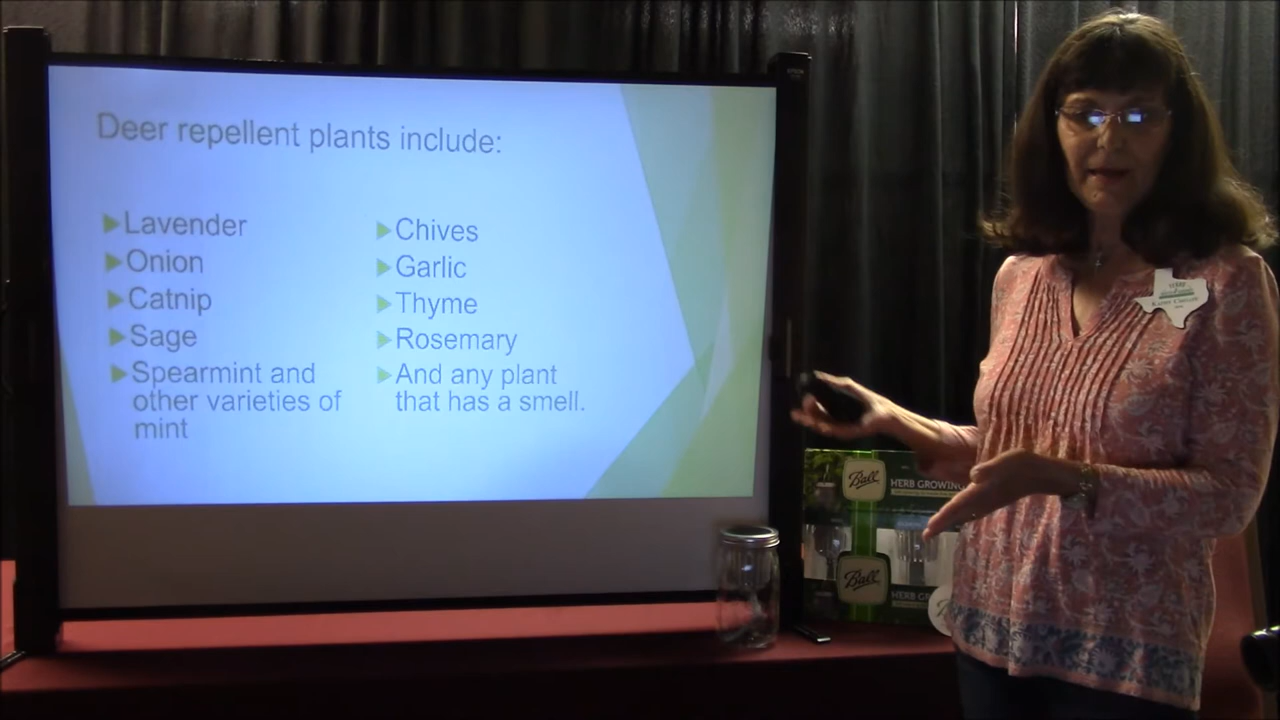 Deer repellent plants include:
Lavender
Onion
Catnip
Sage
Spearmint and
other varieties of
mint
Chives
Garlic
Thyme
Rosemary
And any plant
that has a smell.
EPSON
Ball
HERB GROWING
Ball
HERB GR